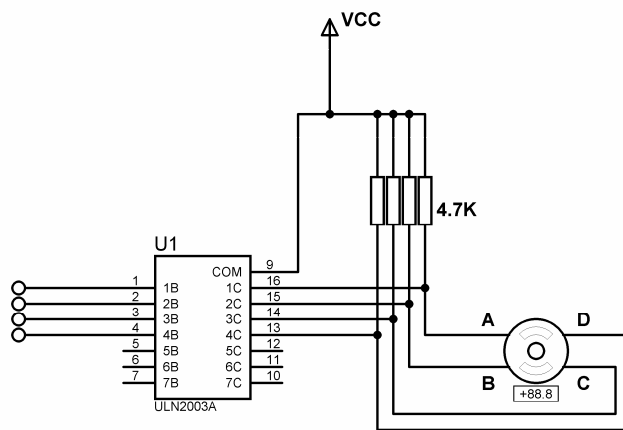 VCC
4.7K
U1
COM 9
1 1B 1C 16
2 2B 2C 15
3 3B 3C 14
4 4B 4C 13
5 5B 5C 12
6 6B 6C 11
7 7B 7C 10
ULN2003A
A D
B C
+88.8